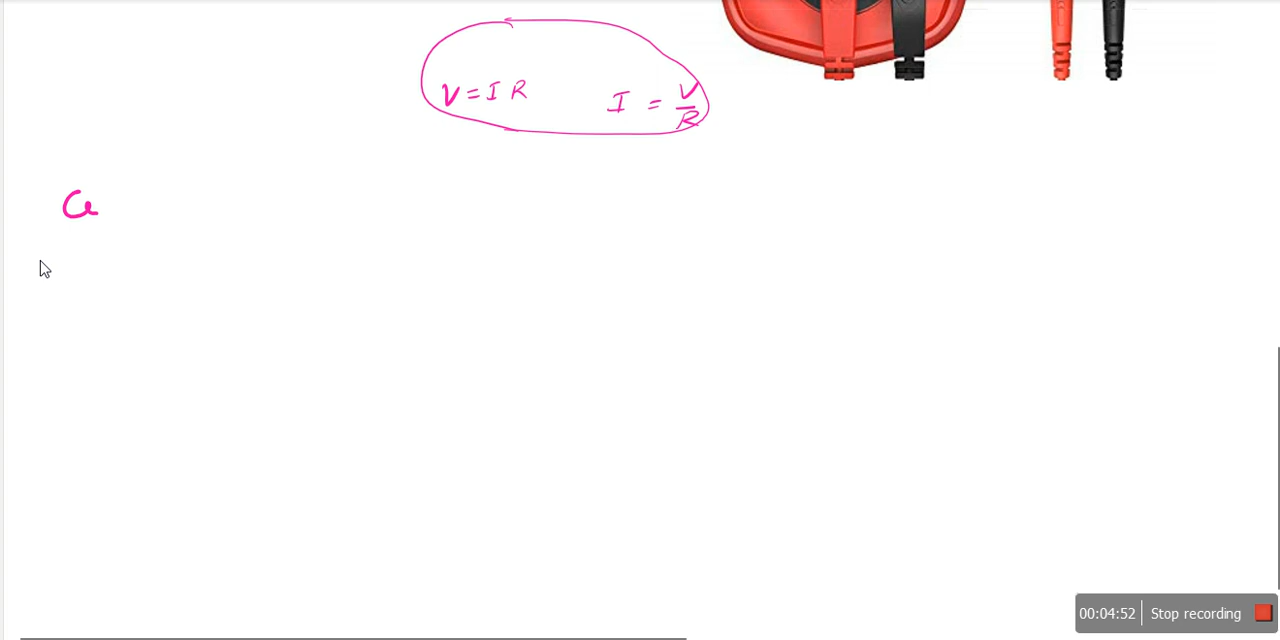 V = I R I = V/R
00:04:52 Stop recording